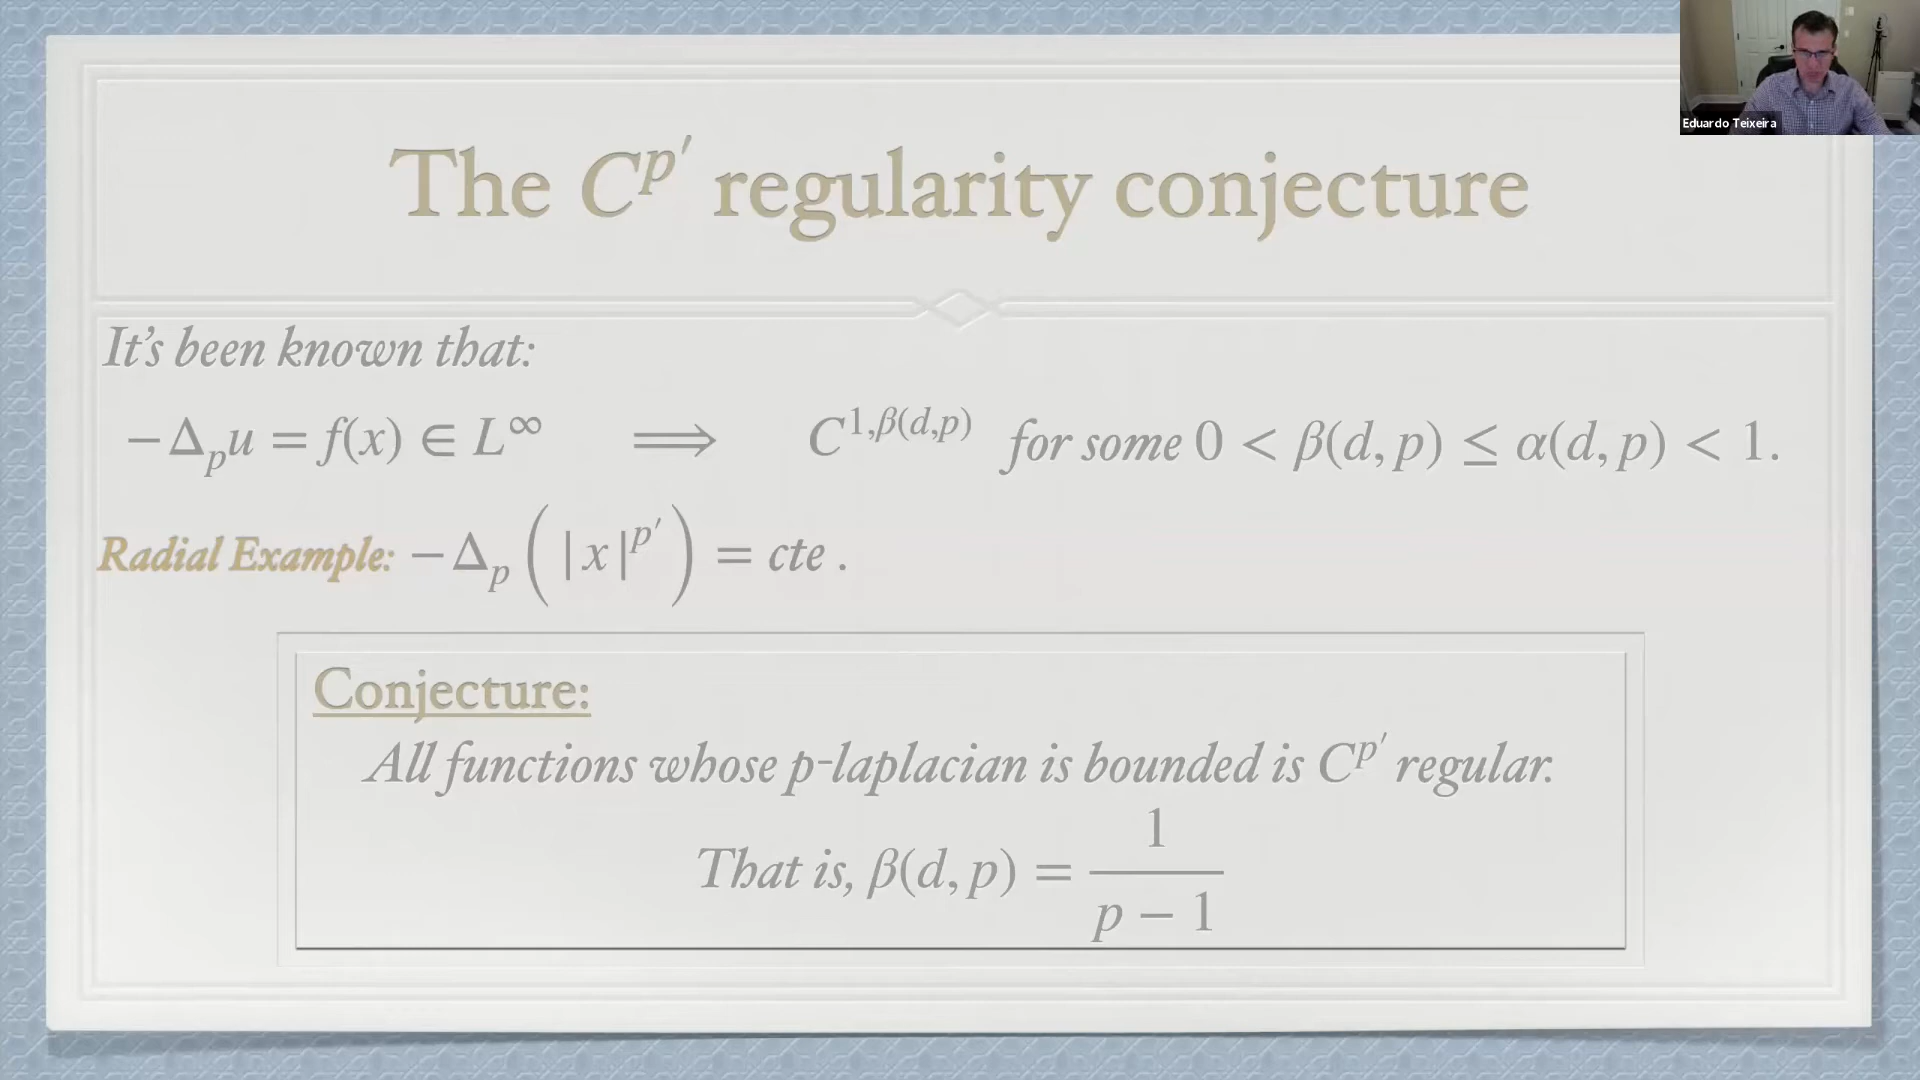 Eduardo Teixeira
The C^{p′} regularity conjecture
It's been known that:
−Δ_p u = f(x) ∈ L^∞ ⟹ C^{1,β(d,p)} for some 0 < β(d, p) ≤ α(d, p) < 1.
Radial Example: −Δ_p ( |x|^{p′} ) = cte .
Conjecture:
All functions whose p-laplacian is bounded is C^{p′} regular.
That is, β(d, p) = 1 / (p − 1)